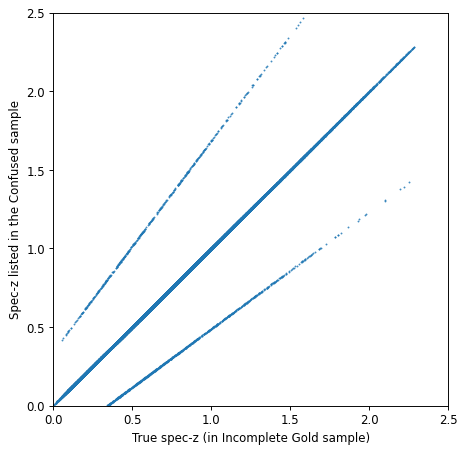 2.5
2.0
1.5
1.0
0.5
0.0
Spec-z listed in the Confused sample
0.0 0.5 1.0 1.5 2.0 2.5
True spec-z (in Incomplete Gold sample)